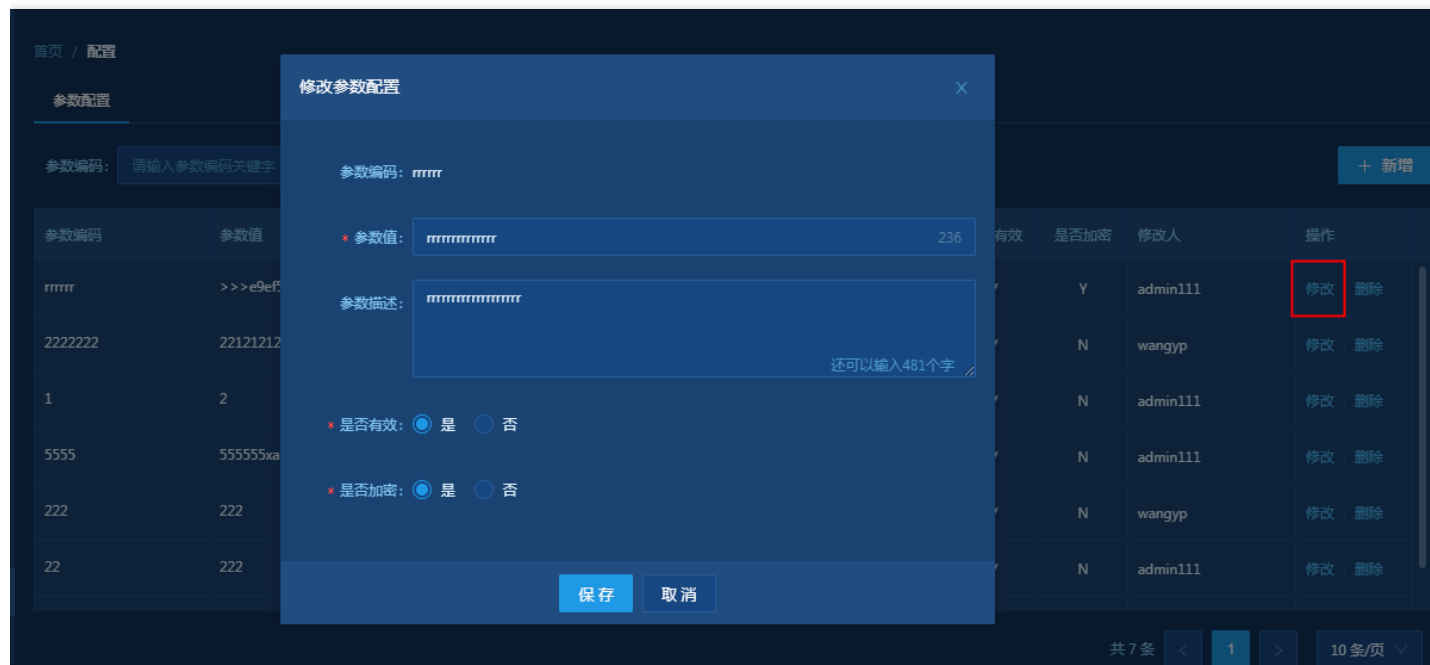 首页 / 配置
参数配置
参数编码: 请输入参数编码关键字
+ 新增
参数编码 参数值 有效 是否加密 修改人 操作
>>>e9ef5 Y admin111 修改 删除
2222222 22121212 N wangyp 修改 删除
1 2 N admin111 修改 删除
5555 555555xa N admin111 修改 删除
222 222 N wangyp 修改 删除
22 222 N admin111 修改 删除
共7条 < 1 > 10条/页
修改参数配置 X
参数编码:
* 参数值: 236
参数描述:
还可以输入481个字
* 是否有效: 是 否
* 是否加密: 是 否
保存 取消